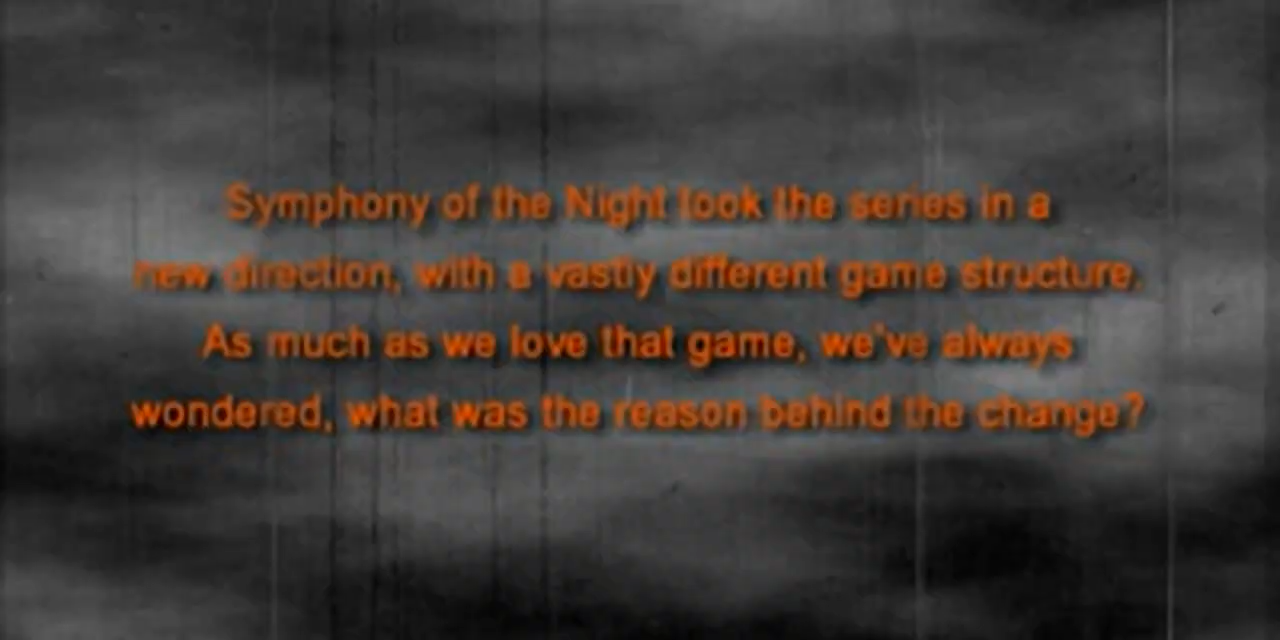 Symphony of the Night took the series in a
new direction, with a vastly different game structure.
As much as we love that game, we've always
wondered, what was the reason behind the change?